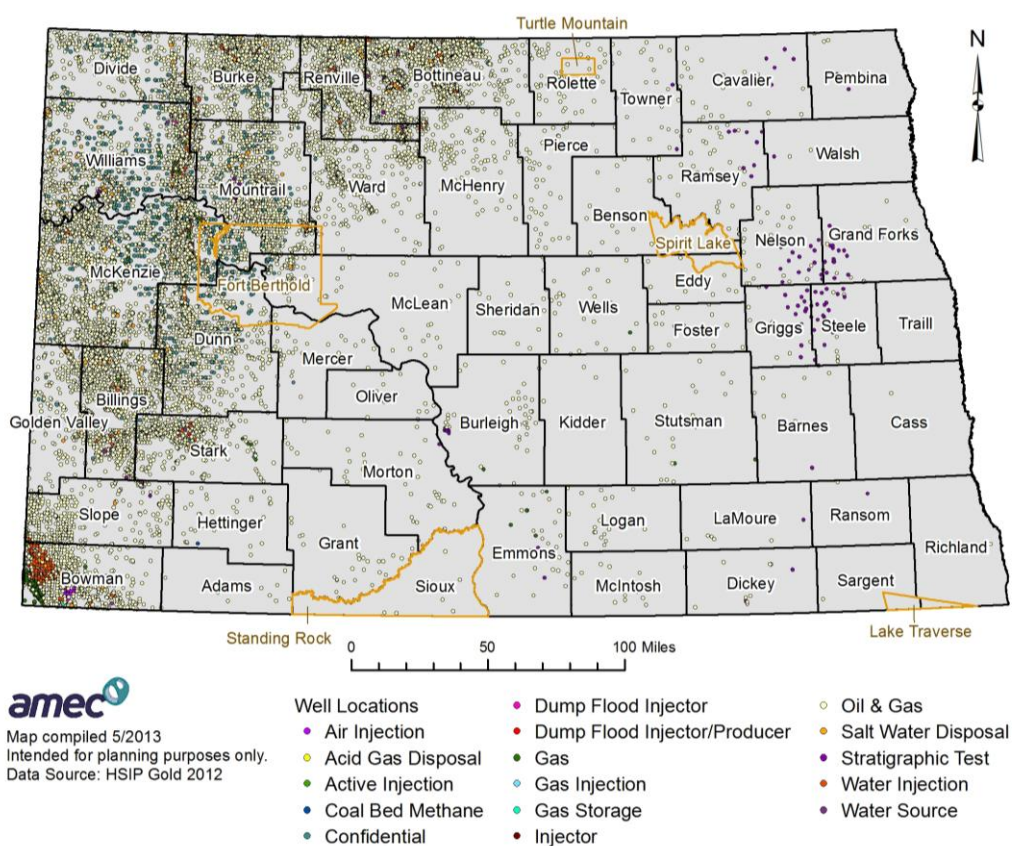 Turtle Mountain
N
Divide
Burke
Renville
Bottineau
Rolette
Towner
Cavalier
Pembina
Williams
Mountrail
Ward
McHenry
Pierce
Ramsey
Walsh
Benson
Spirit Lake
Nelson
Grand Forks
McKenzie
Fort Berthold
McLean
Sheridan
Wells
Eddy
Foster
Griggs
Steele
Traill
Dunn
Mercer
Oliver
Billings
Golden Valley
Stark
Morton
Burleigh
Kidder
Stutsman
Barnes
Cass
Slope
Hettinger
Grant
Emmons
Logan
LaMoure
Ransom
Richland
Bowman
Adams
Sioux
McIntosh
Dickey
Sargent
Standing Rock
Lake Traverse
0 50 100 Miles
amec
Map compiled 5/2013
Intended for planning purposes only.
Data Source: HSIP Gold 2012
Well Locations
Air Injection
Acid Gas Disposal
Active Injection
Coal Bed Methane
Confidential
Dump Flood Injector
Dump Flood Injector/Producer
Gas
Gas Injection
Gas Storage
Injector
Oil & Gas
Salt Water Disposal
Stratigraphic Test
Water Injection
Water Source